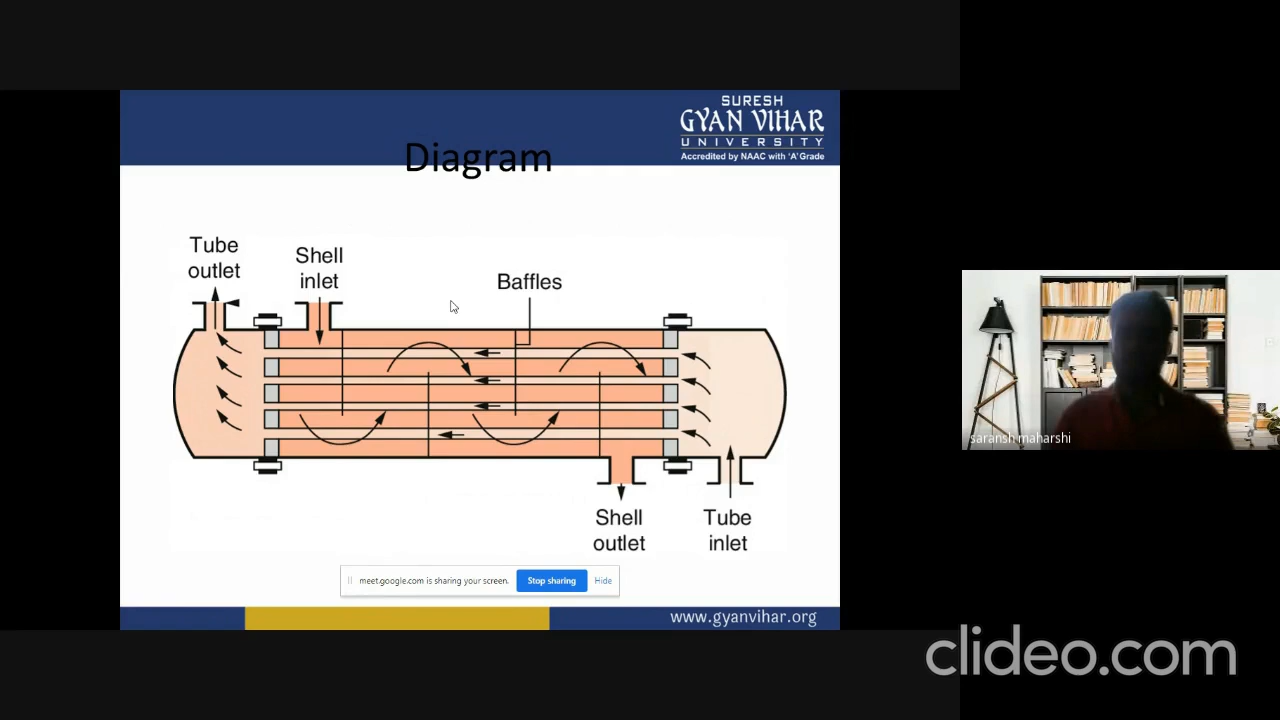 SURESH
GYAN VIHAR
UNIVERSITY
Accredited by NAAC with 'A' Grade
Diagram
Tube
outlet
Shell
inlet
Baffles
Shell
outlet
Tube
inlet
meet.google.com is sharing your screen.
Stop sharing
Hide
www.gyanvihar.org
saransh maharshi
clideo.com